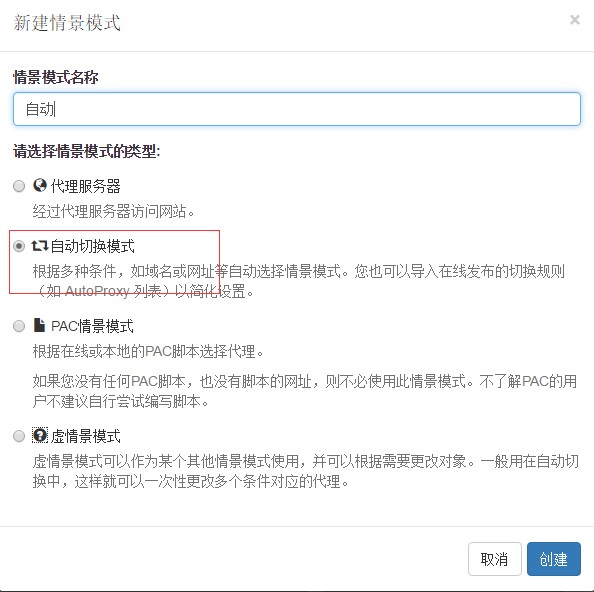 新建情景模式
×
情景模式名称
自动
请选择情景模式的类型:
代理服务器
经过代理服务器访问网站。
自动切换模式
根据多种条件，如域名或网址等自动选择情景模式。您也可以导入在线发布的切换规则
（如 AutoProxy 列表）以简化设置。
PAC情景模式
根据在线或本地的PAC脚本选择代理。
如果您没有任何PAC脚本，也没有脚本的网址，则不必使用此情景模式。不了解PAC的用
户不建议自行尝试编写脚本。
虚情景模式
虚情景模式可以作为某个其他情景模式使用，并可以根据需要更改对象。一般用在自动切
换中，这样就可以一次性更改多个条件对应的代理。
取消 创建